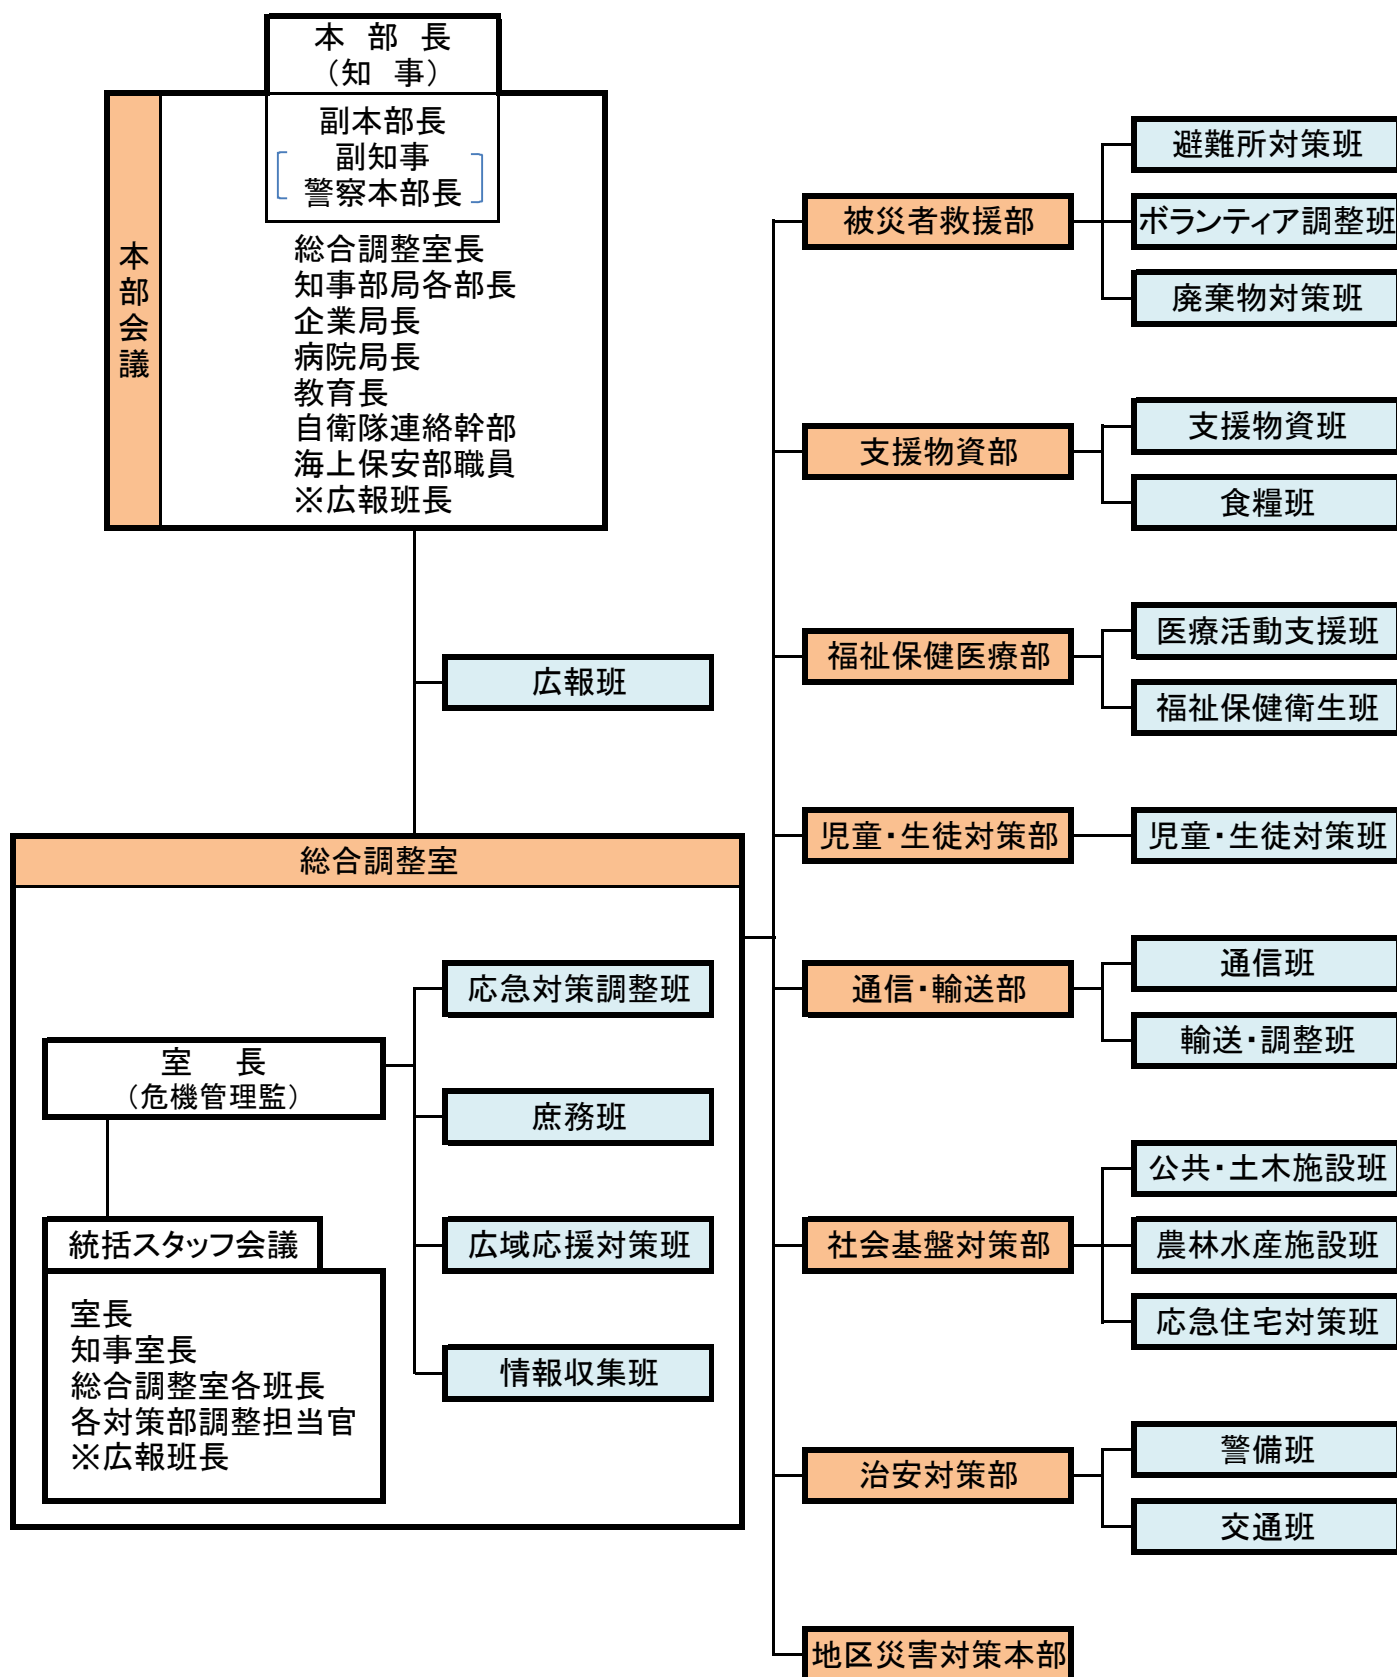 本 部 長
（知 事）
副本部長
副知事
警察本部長
本部会議
総合調整室長
知事部局各部長
企業局長
病院局長
教育長
自衛隊連絡幹部
海上保安部職員
※広報班長
広報班
総合調整室
応急対策調整班
室 長
（危機管理監）
庶務班
統括スタッフ会議
広域応援対策班
室長
知事室長
総合調整室各班長
各対策部調整担当官
※広報班長
情報収集班
被災者救援部
避難所対策班
ボランティア調整班
廃棄物対策班
支援物資部
支援物資班
食糧班
福祉保健医療部
医療活動支援班
福祉保健衛生班
児童・生徒対策部
児童・生徒対策班
通信・輸送部
通信班
輸送・調整班
社会基盤対策部
公共・土木施設班
農林水産施設班
応急住宅対策班
治安対策部
警備班
交通班
地区災害対策本部